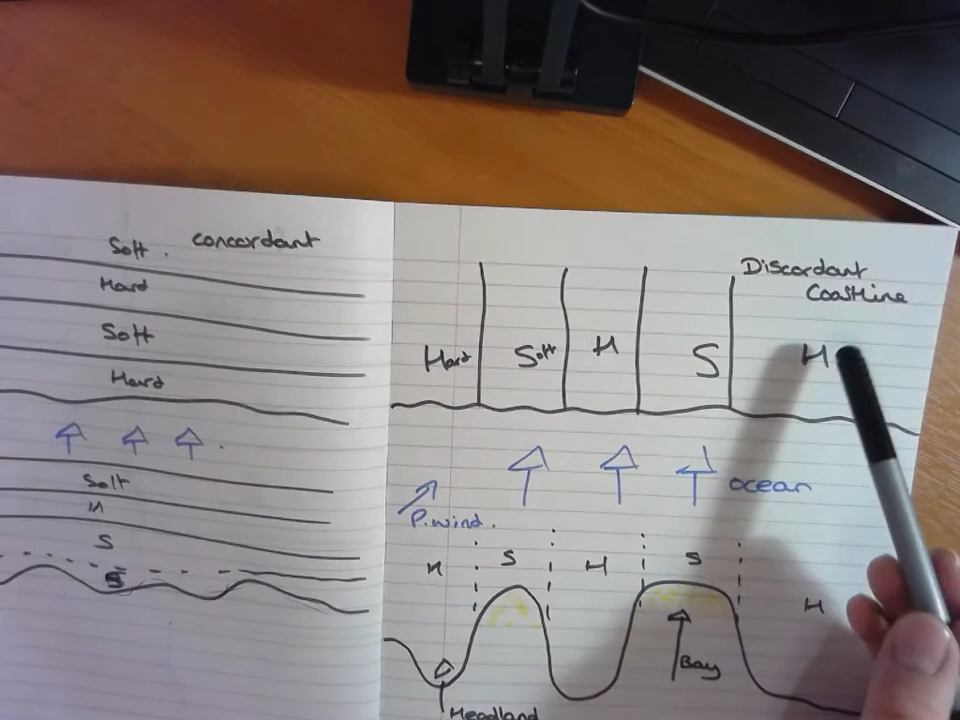 Soft.
concordant
Hard
Soft
Hard
Soft
H
S
S
Discordant
Coastline
Hard
Soft
H
S
H
ocean
P.wind.
H
S
H
S
H
Bay
Headland